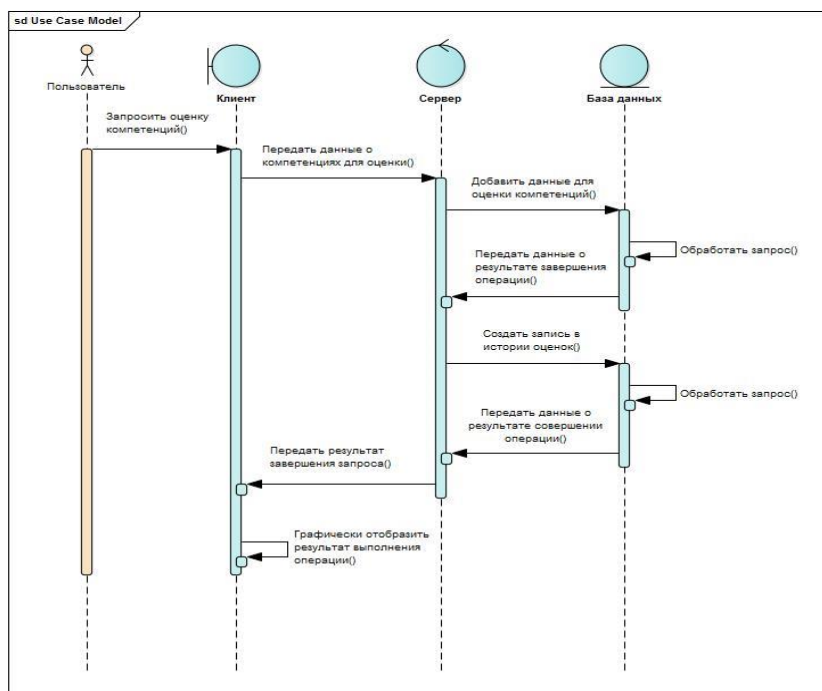 sd Use Case Model
Пользователь
Клиент
Сервер
База данных
Запросить оценку
компетенций()
Передать данные о
компетенциях для оценки()
Добавить данные для
оценки компетенций()
Обработать запрос()
Передать данные о
результате завершения
операции()
Создать запись в
истории оценок()
Обработать запрос()
Передать данные о
результате совершении
операции()
Передать результат
завершения запроса()
Графически отобразить
результат выполнения
операции()